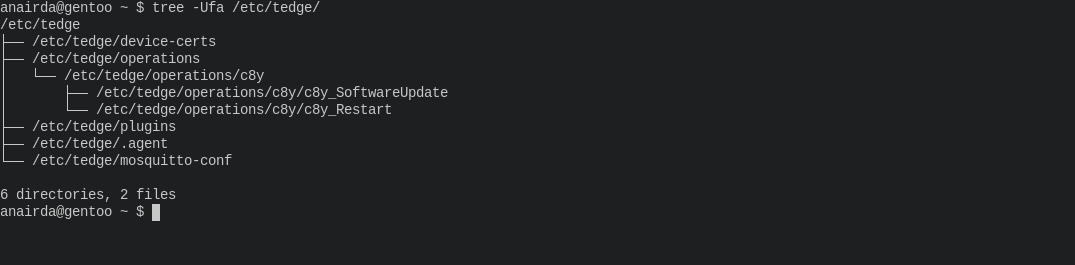 anairda@gentoo ~ $ tree -Ufa /etc/tedge/
/etc/tedge
├── /etc/tedge/device-certs
├── /etc/tedge/operations
│   └── /etc/tedge/operations/c8y
│       ├── /etc/tedge/operations/c8y/c8y_SoftwareUpdate
│       └── /etc/tedge/operations/c8y/c8y_Restart
├── /etc/tedge/plugins
├── /etc/tedge/.agent
└── /etc/tedge/mosquitto-conf

6 directories, 2 files
anairda@gentoo ~ $